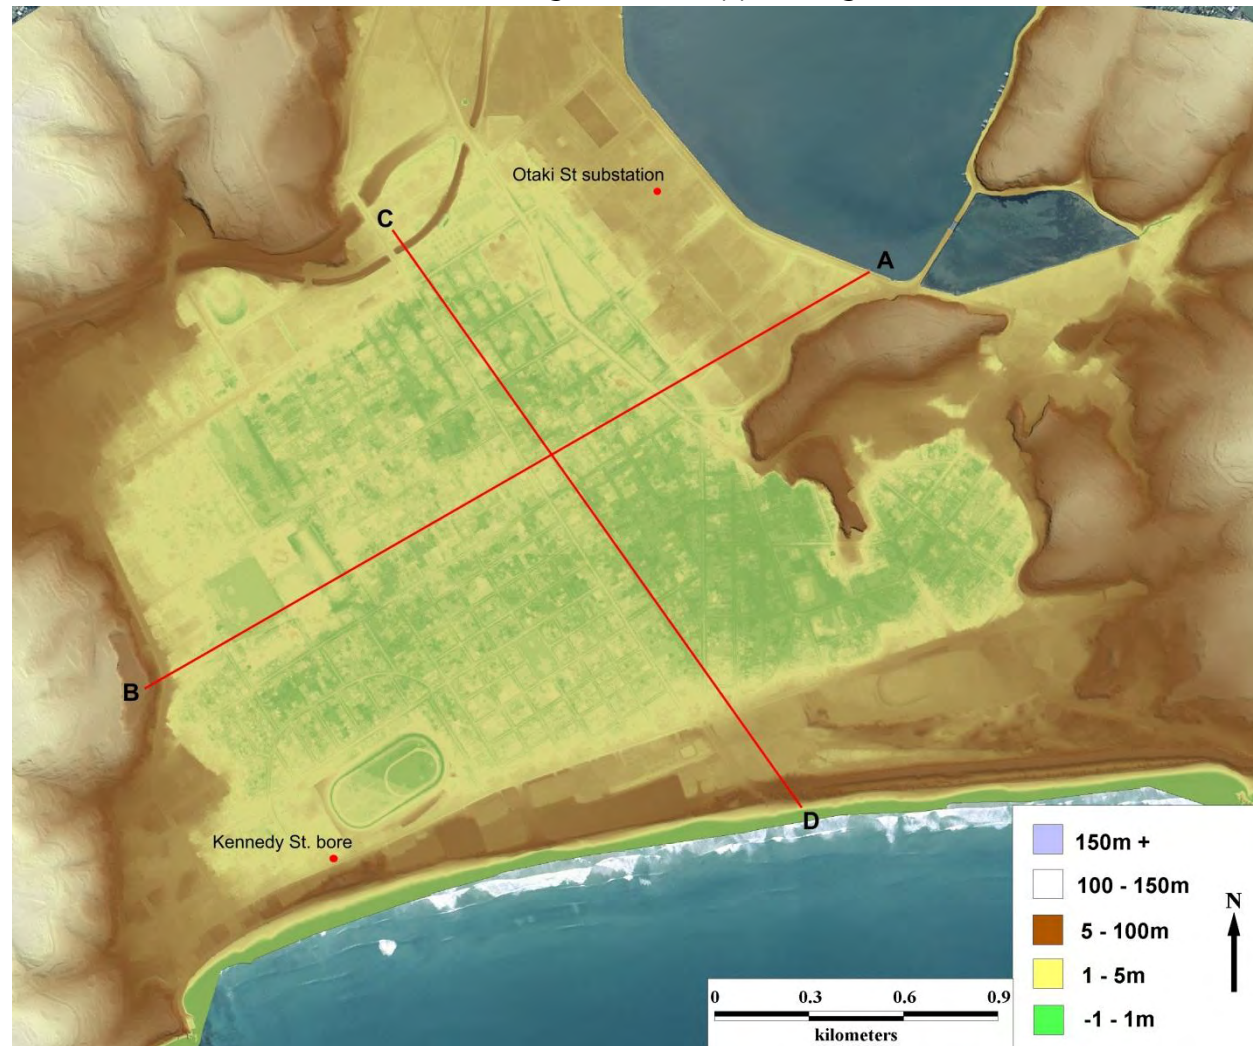 Otaki St substation
C
A
B
Kennedy St. bore
D
150m +
100 - 150m
5 - 100m
1 - 5m
-1 - 1m
N
0 0.3 0.6 0.9
kilometers